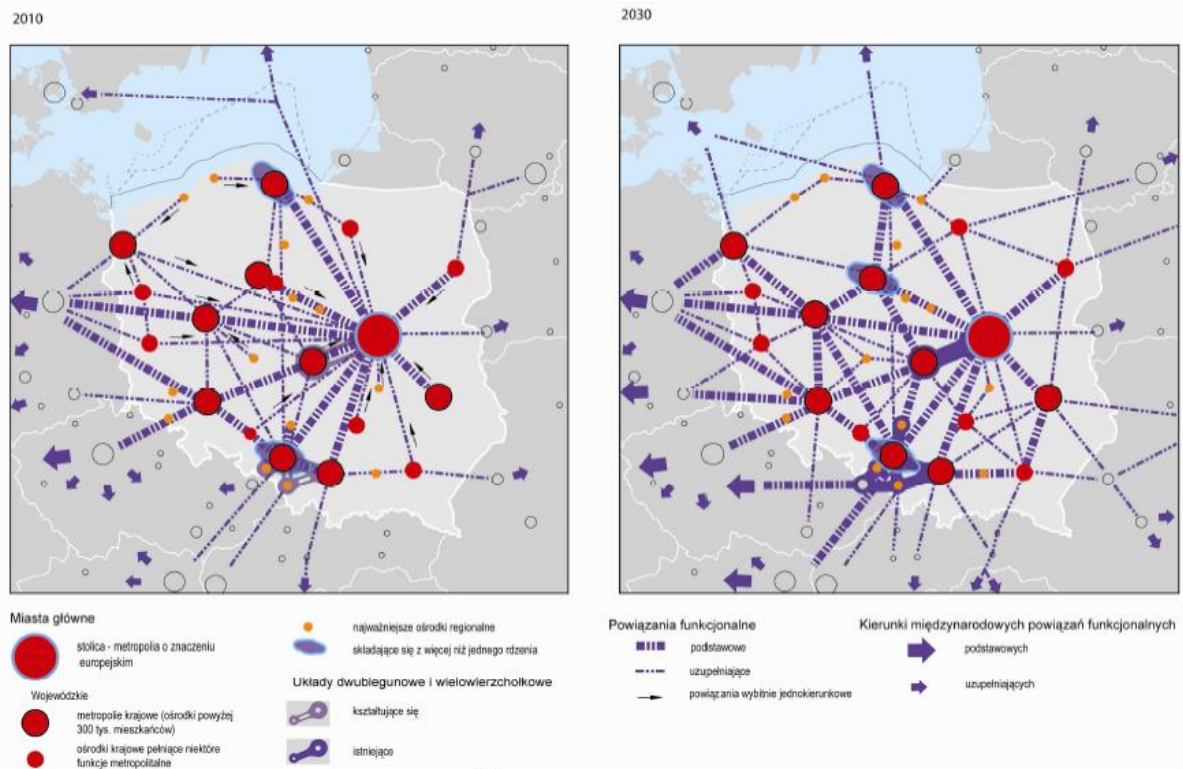 2010
2030
Miasta główne
stolica - metropolia o znaczeniu
europejskim
Wojewódzkie
metropolie krajowe (ośrodki powyżej
300 tys. mieszkańców)
ośrodki krajowe pełniące niektóre
funkcje metropolitalne
najważniejsze ośrodki regionalne
składające się z więcej niż jednego rdzenia
Układy dwubiegunowe i wielowierzchołkowe
kształtujące się
istniejące
Powiązania funkcjonalne
podstawowe
uzupełniające
powiązania wybitnie jednokierunkowe
Kierunki międzynarodowych powiązań funkcjonalnych
podstawowych
uzupełniających